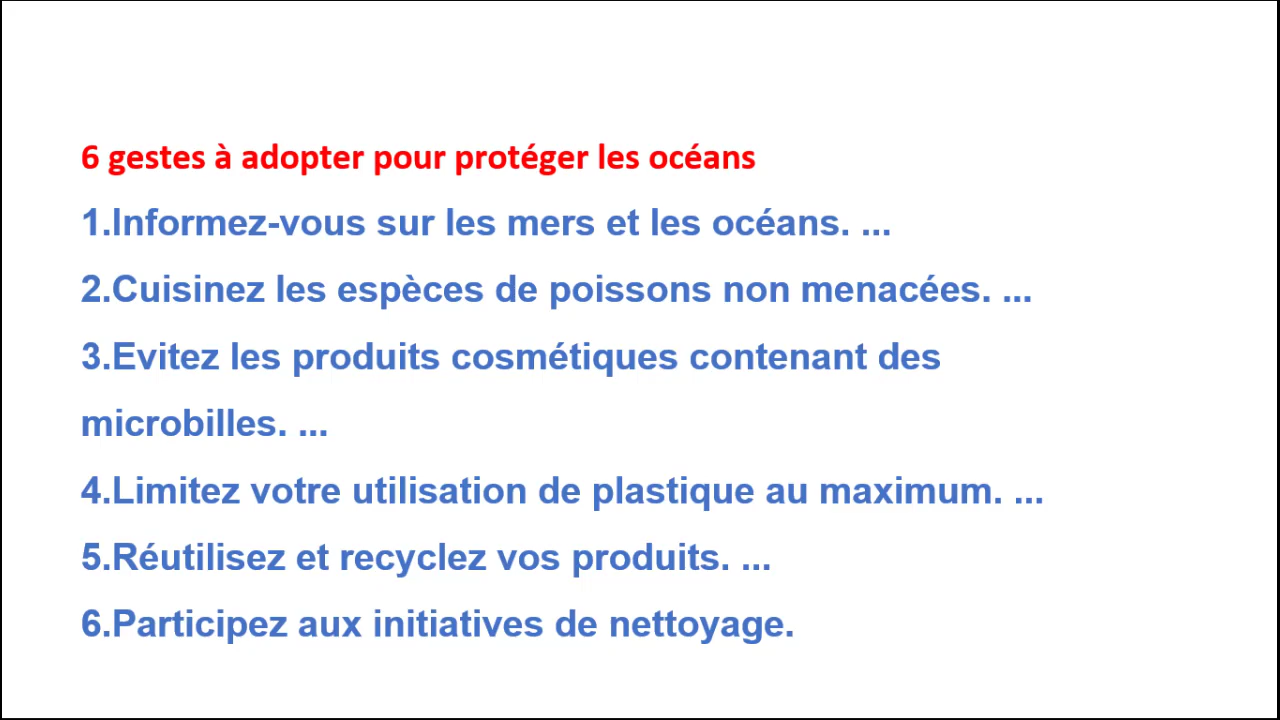 6 gestes à adopter pour protéger les océans
1.Informez-vous sur les mers et les océans. ...
2.Cuisinez les espèces de poissons non menacées. ...
3.Evitez les produits cosmétiques contenant des
microbilles. ...
4.Limitez votre utilisation de plastique au maximum. ...
5.Réutilisez et recyclez vos produits. ...
6.Participez aux initiatives de nettoyage.